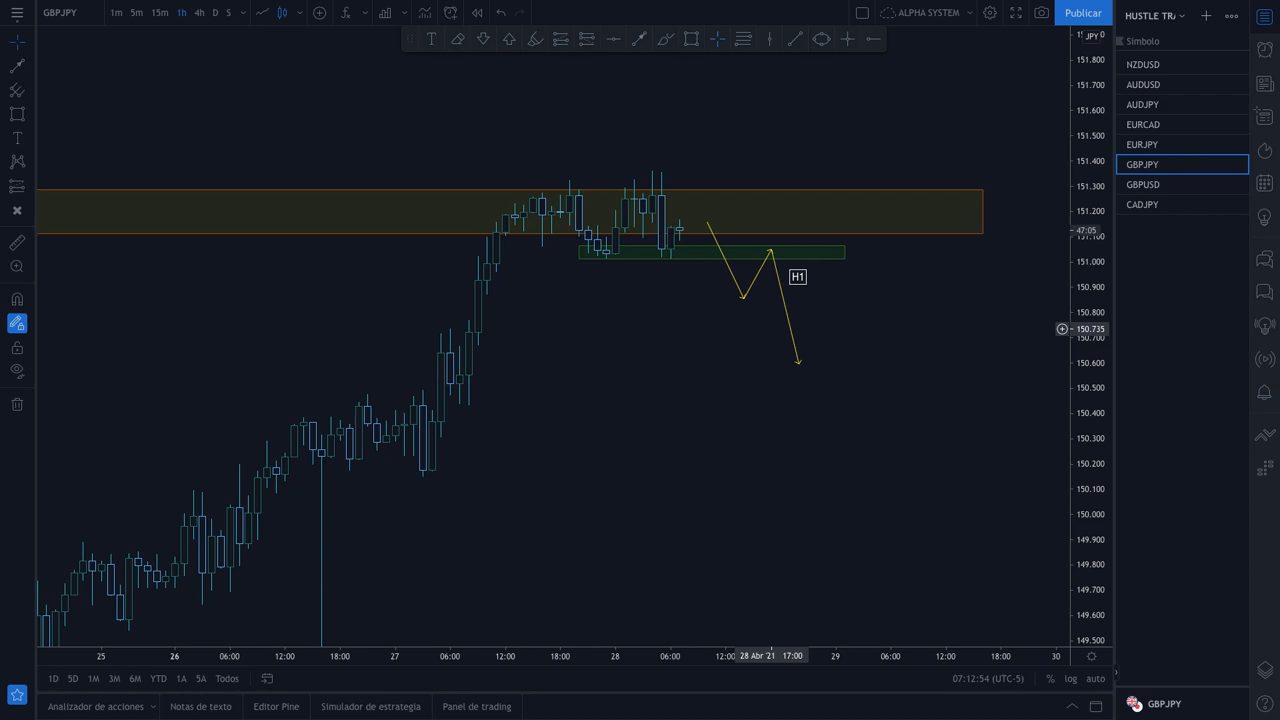 GBPJPY 1m 5m 15m 1h 4h D S ALPHA SYSTEM Publicar HUSTLE TR
JPY
Símbolo
NZDUSD
AUDUSD
AUDJPY
EURCAD
EURJPY
GBPJPY
GBPUSD
CADJPY
151.800
151.700
151.600
151.500
151.400
151.300
151.200
47:05
151.100
151.000
150.900
150.800
150.735
150.700
150.600
150.500
150.400
150.300
150.200
150.100
150.000
149.900
149.800
149.700
149.600
149.500
H1
25 26 06:00 12:00 18:00 27 06:00 12:00 18:00 28 06:00 12:0 28 Abr '21 17:00 29 06:00 12:00 18:00 30
1D 5D 1M 3M 6M YTD 1A 5A Todos 07:12:54 (UTC-5) % log auto
Analizador de acciones Notas de texto Editor Pine Simulador de estrategia Panel de trading GBPJPY